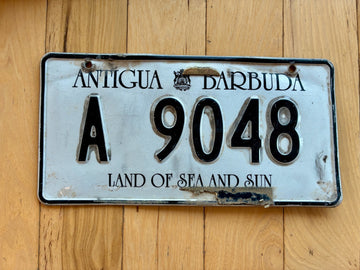 ANTIGUA BARBUDA
A 9048
LAND OF SEA AND SUN